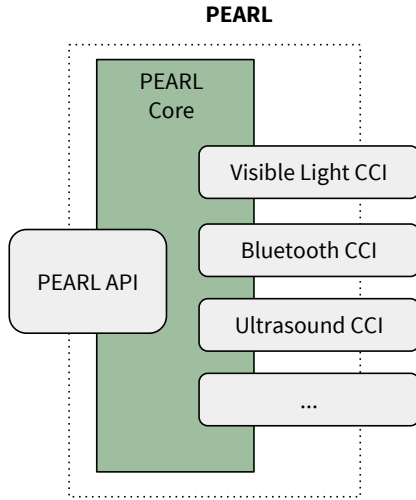 PEARL
PEARL
Core
Visible Light CCI
Bluetooth CCI
PEARL API
Ultrasound CCI
...